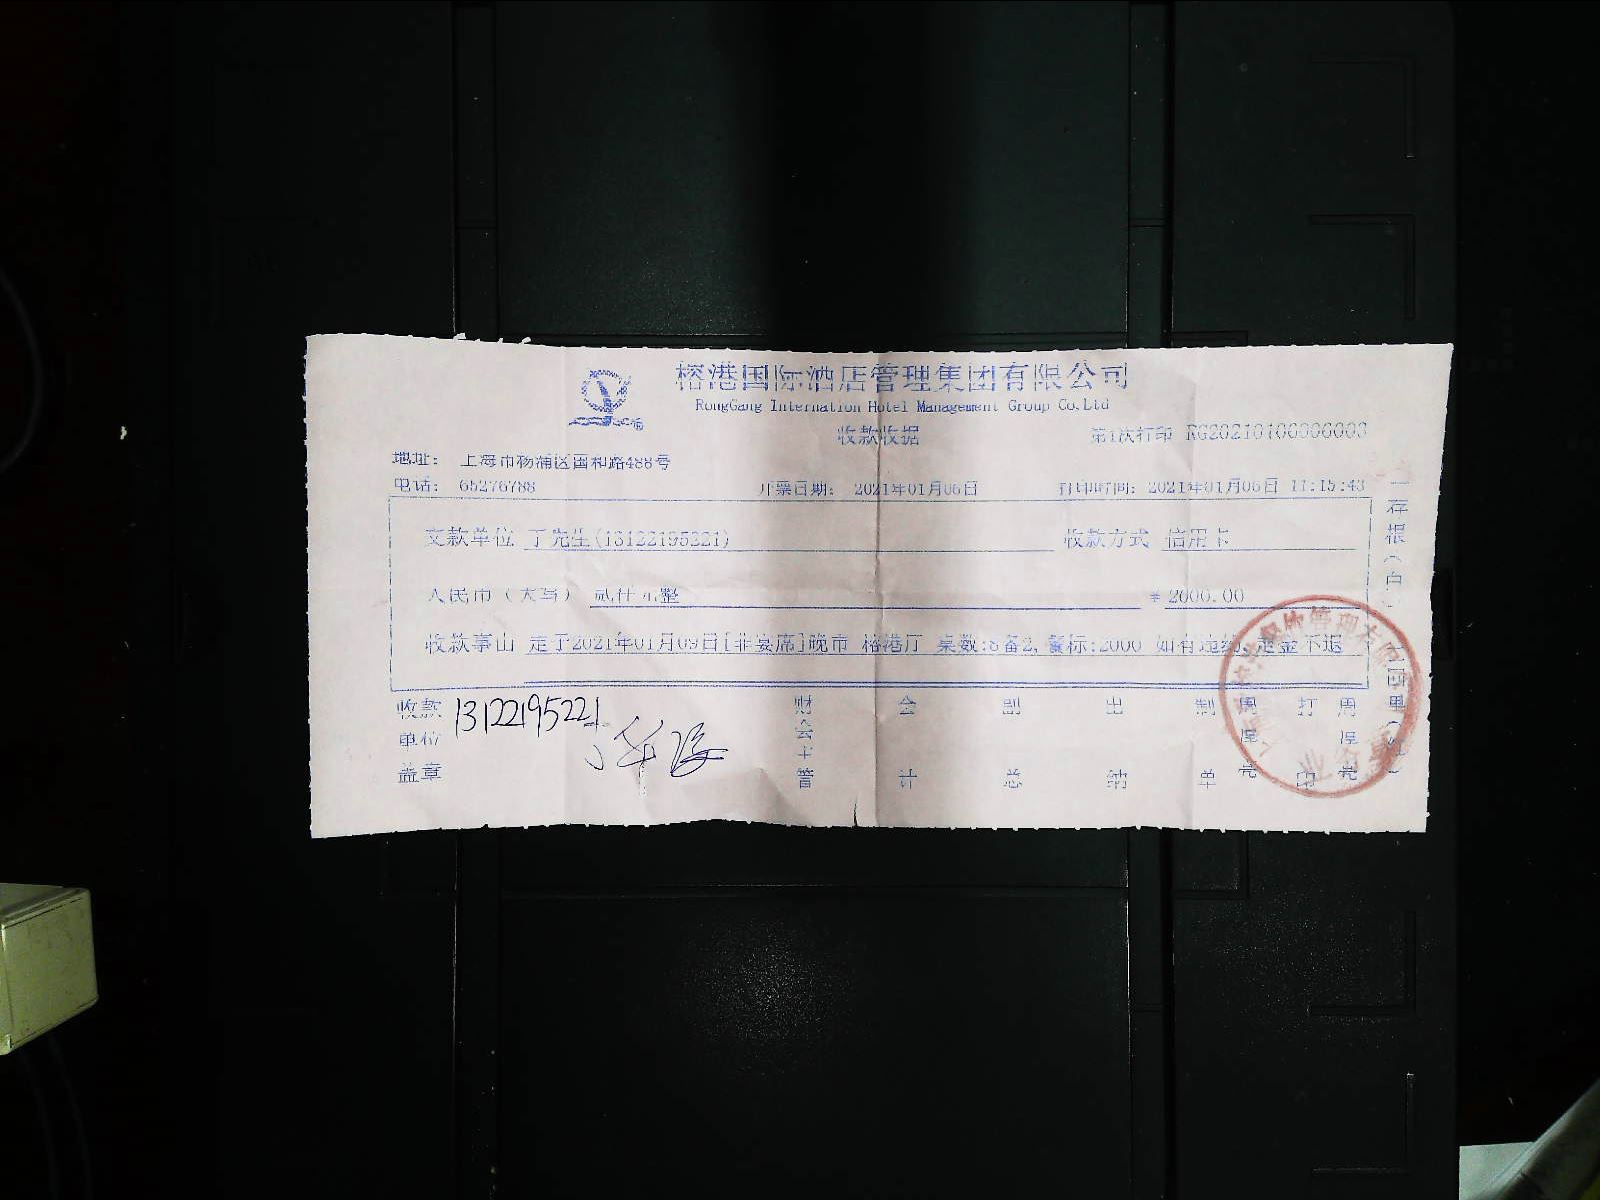 榕港国际酒店管理集团有限公司
RongGang Internation Hotel Management Group Co.Ltd
收款收据
第1次打印 RG20210106006003
地址: 上海市杨浦区国和路488号
电话: 65276788 开票日期: 2021年01月06日 打印时间: 2021年01月06日 11:15:43
交款单位 丁先生(13122195221) 收款方式 信用卡
人民币(大写) 贰仟元整 ¥ 2000.00
收款事由 定于2021年01月09日[非宴席]晚市 榕港厅 桌数:8备2,餐标:2000 如有违约,定金不退
收款单位盖章 13122195221 财会主管 会计 副总 出纳 制单 打印